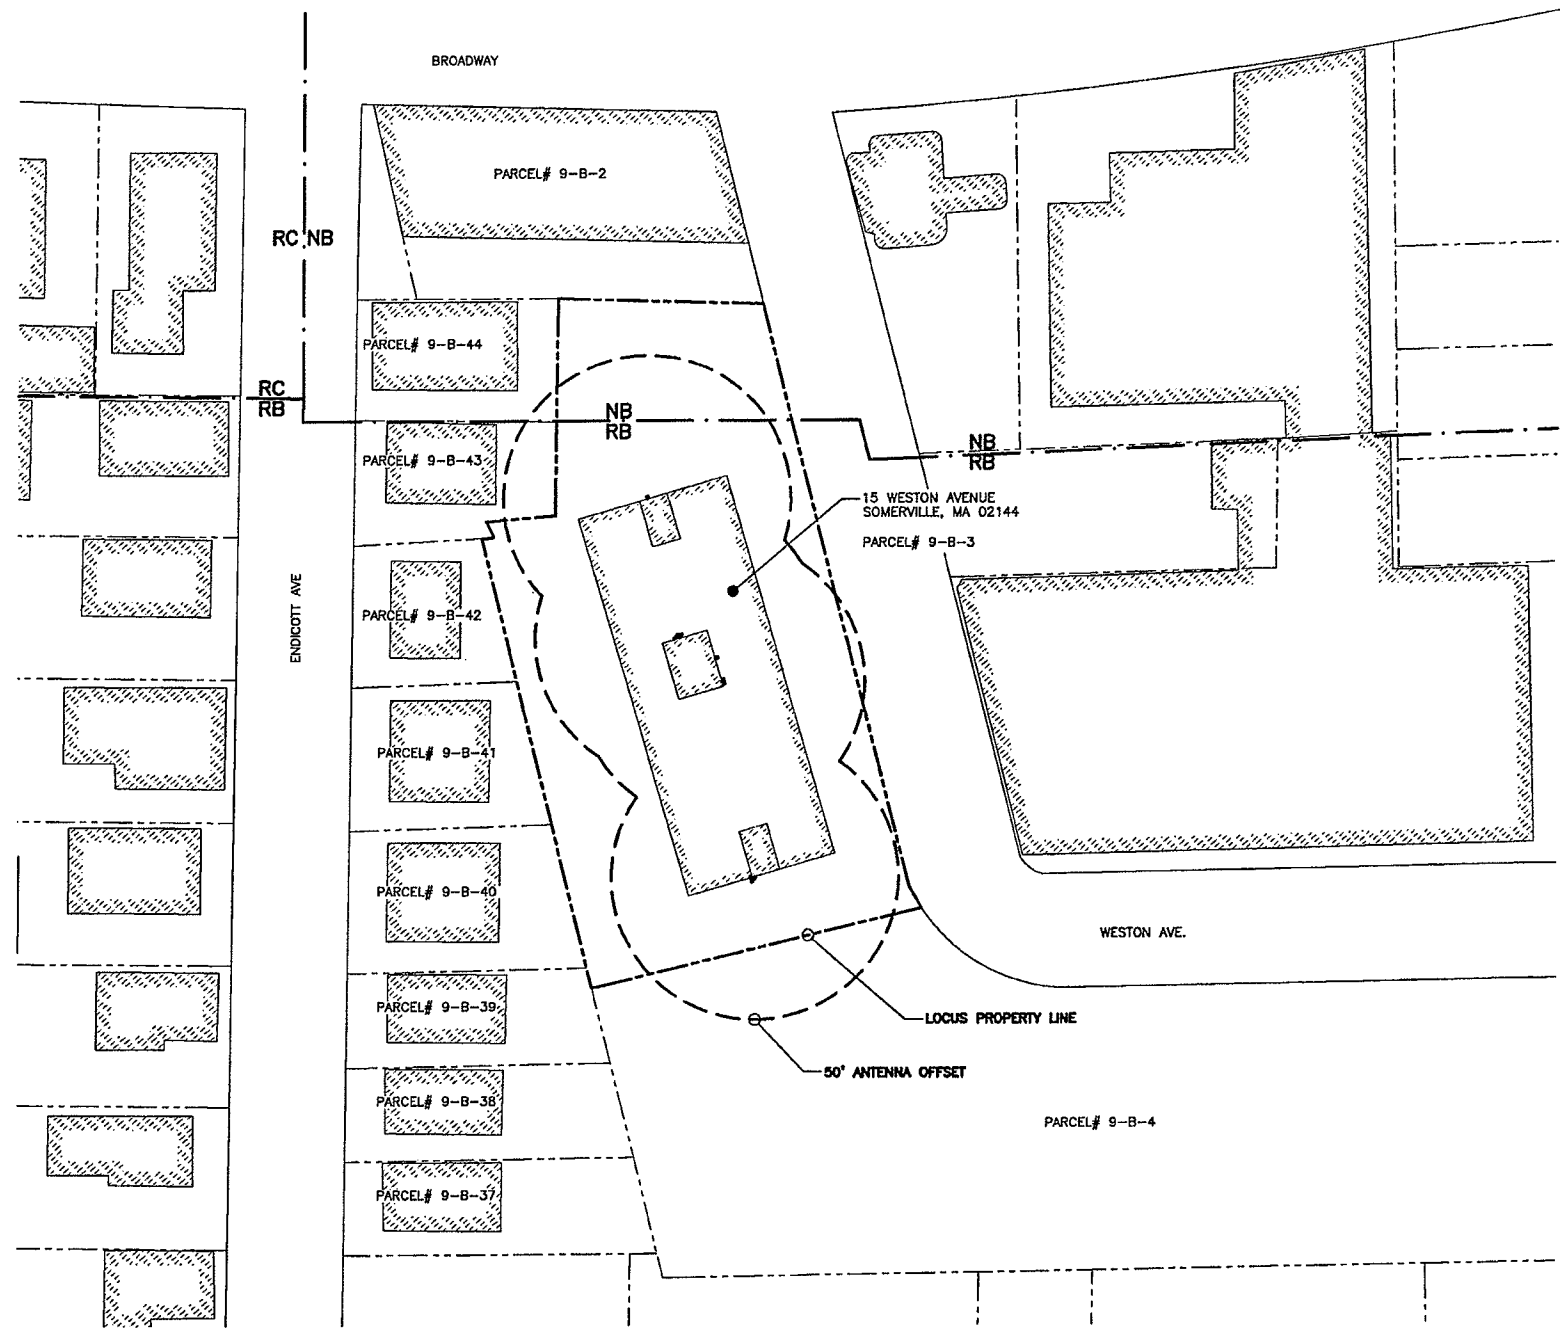 BROADWAY
PARCEL# 9-B-2
RC NB
PARCEL# 9-B-44
RC
RB
NB
RB
NB
RB
PARCEL# 9-B-43
15 WESTON AVENUE
SOMERVILLE, MA 02144
PARCEL# 9-B-3
ENDICOTT AVE
PARCEL# 9-B-42
PARCEL# 9-B-41
PARCEL# 9-B-40
WESTON AVE.
PARCEL# 9-B-39
LOCUS PROPERTY LINE
50' ANTENNA OFFSET
PARCEL# 9-B-38
PARCEL# 9-B-4
PARCEL# 9-B-37